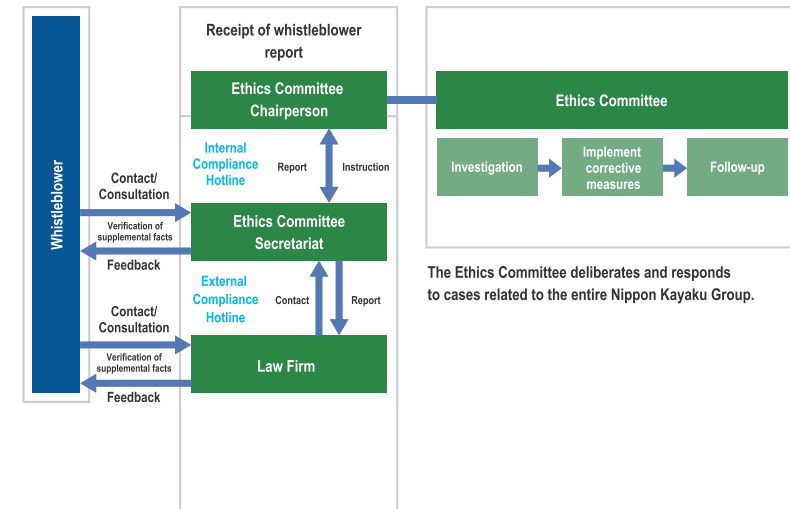 Whistleblower
Contact/
Consultation
Verification of
supplemental facts
Feedback
Contact/
Consultation
Verification of
supplemental facts
Feedback
Receipt of whistleblower
report
Ethics Committee
Chairperson
Internal
Compliance
Hotline
Report
Instruction
Ethics Committee
Secretariat
External
Compliance
Hotline
Contact
Report
Law Firm
Ethics Committee
Investigation
Implement
corrective
measures
Follow-up
The Ethics Committee deliberates and responds
to cases related to the entire Nippon Kayaku Group.